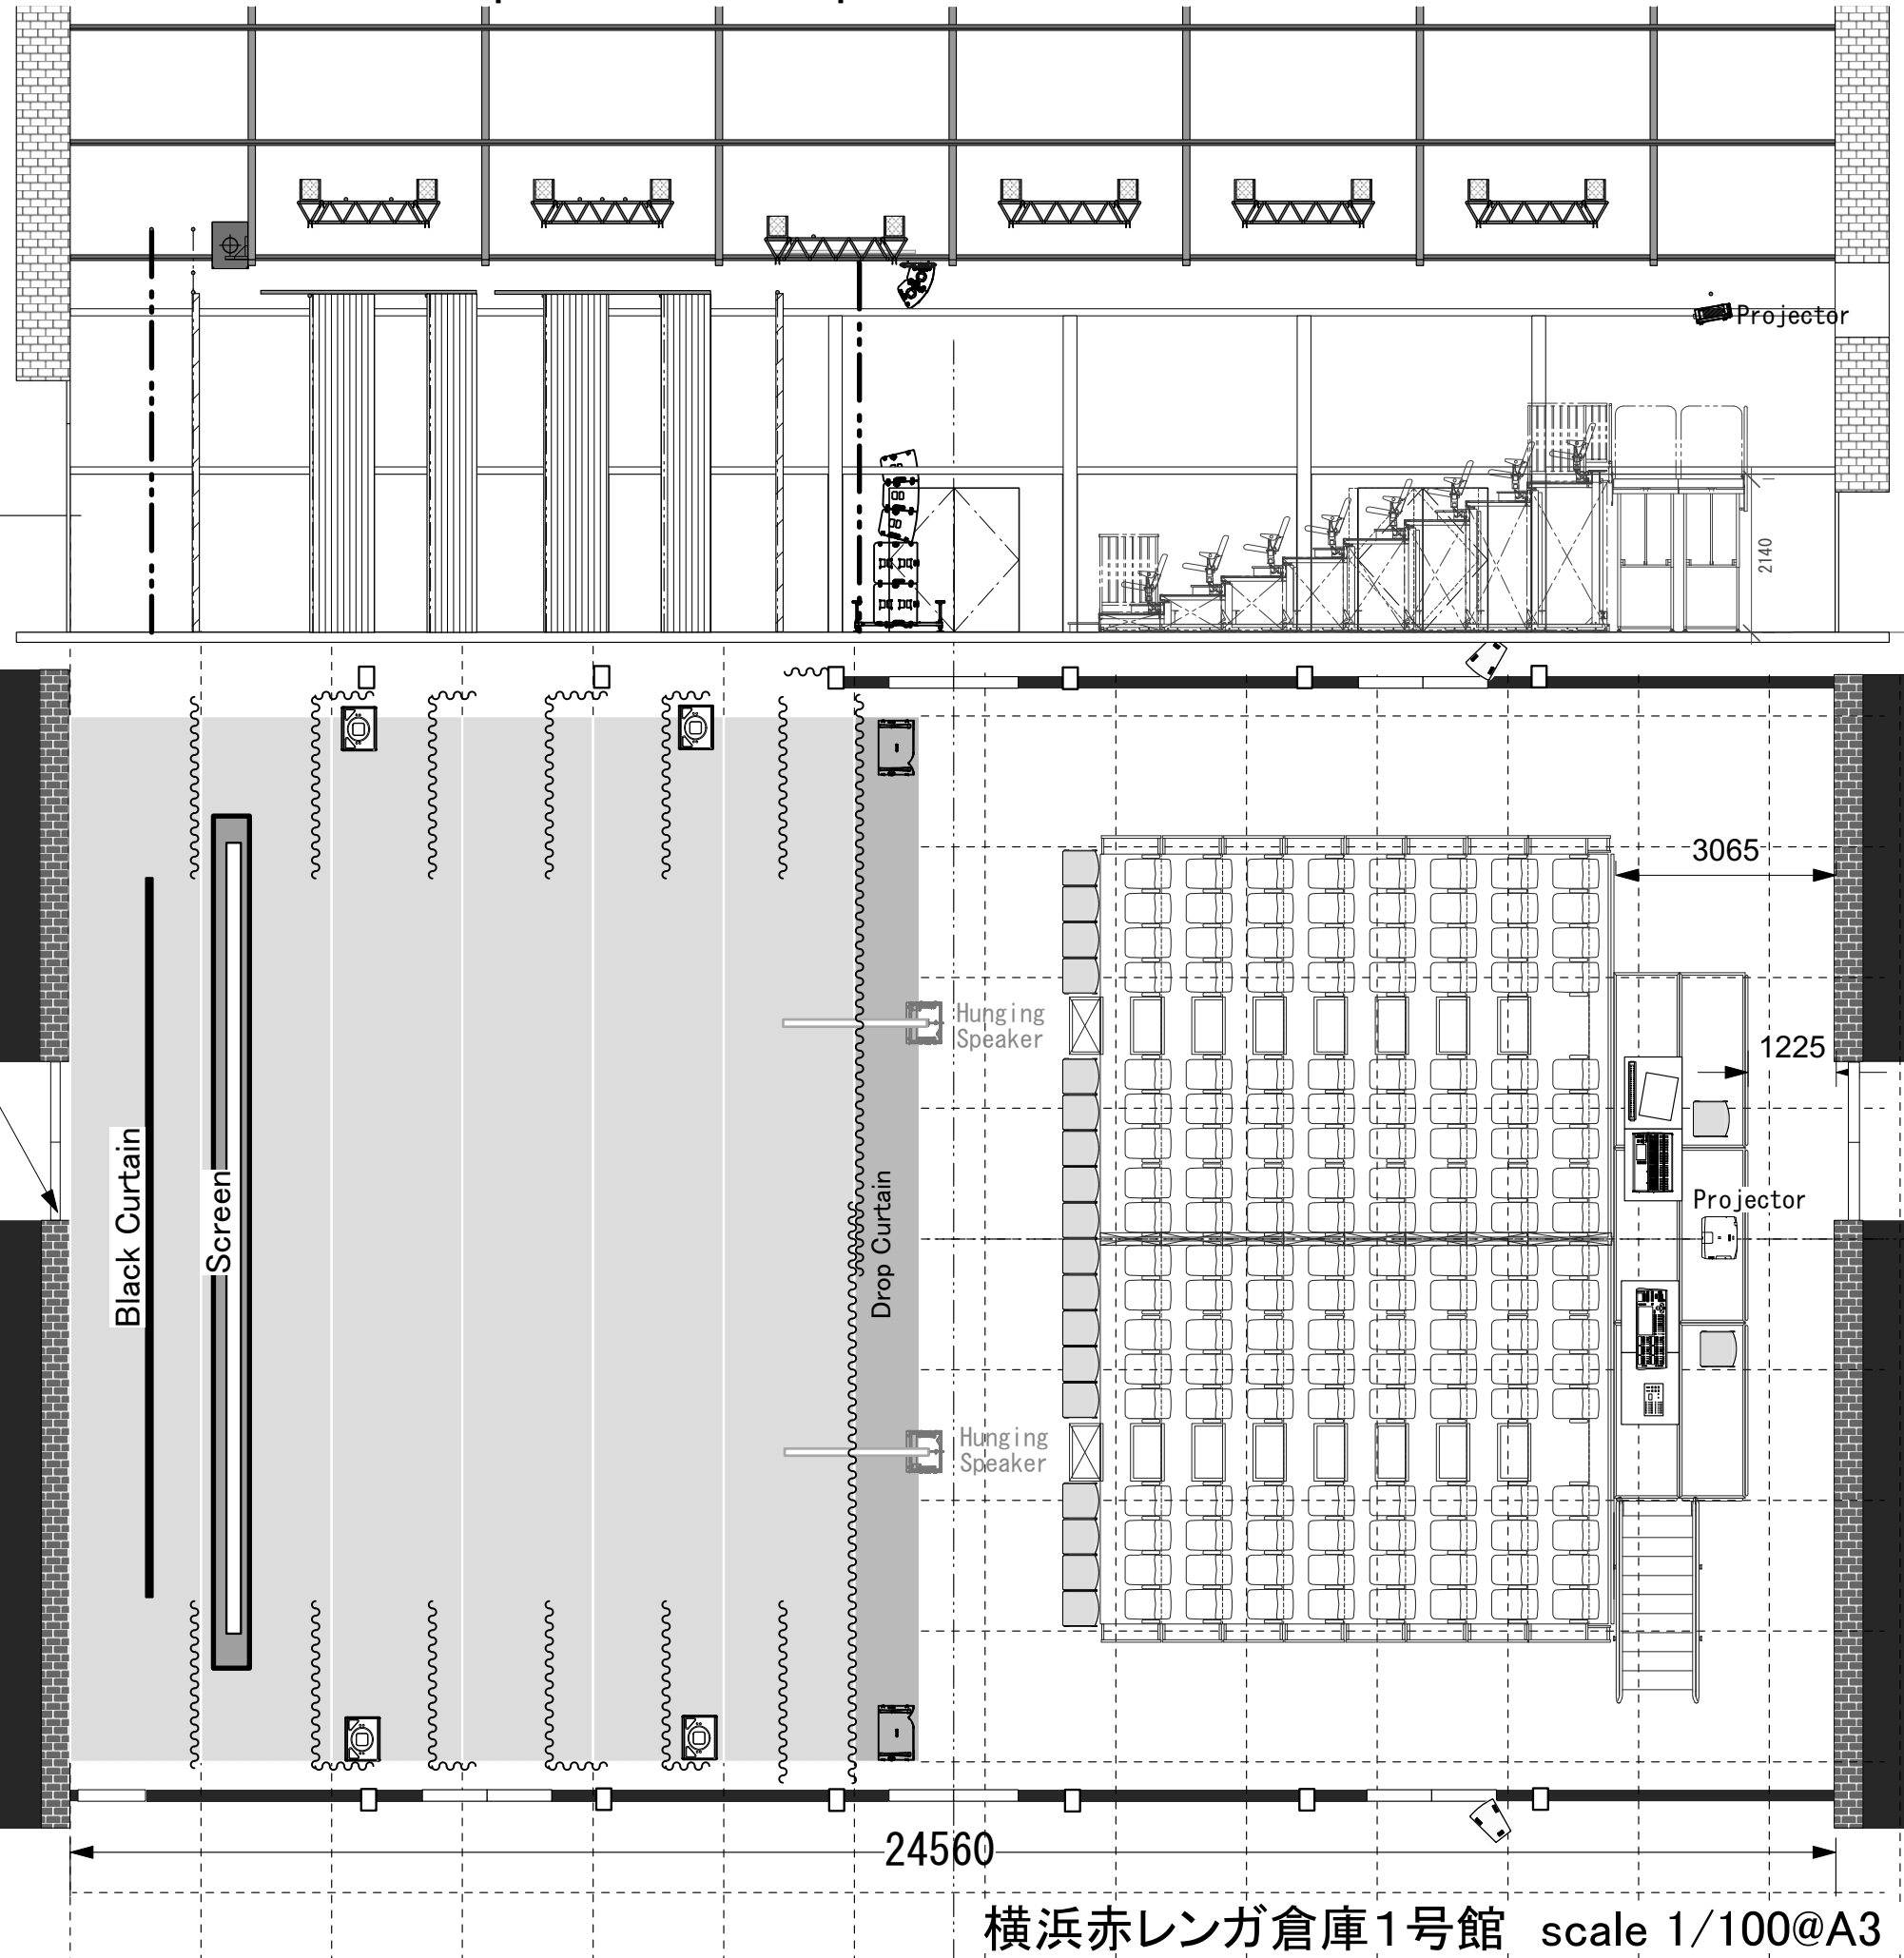 Projector
2140
3065
Hunging
Speaker
1225
Black Curtain
Screen
Drop Curtain
Projector
Hunging
Speaker
24560
横浜赤レンガ倉庫1号館 scale 1/100@A3